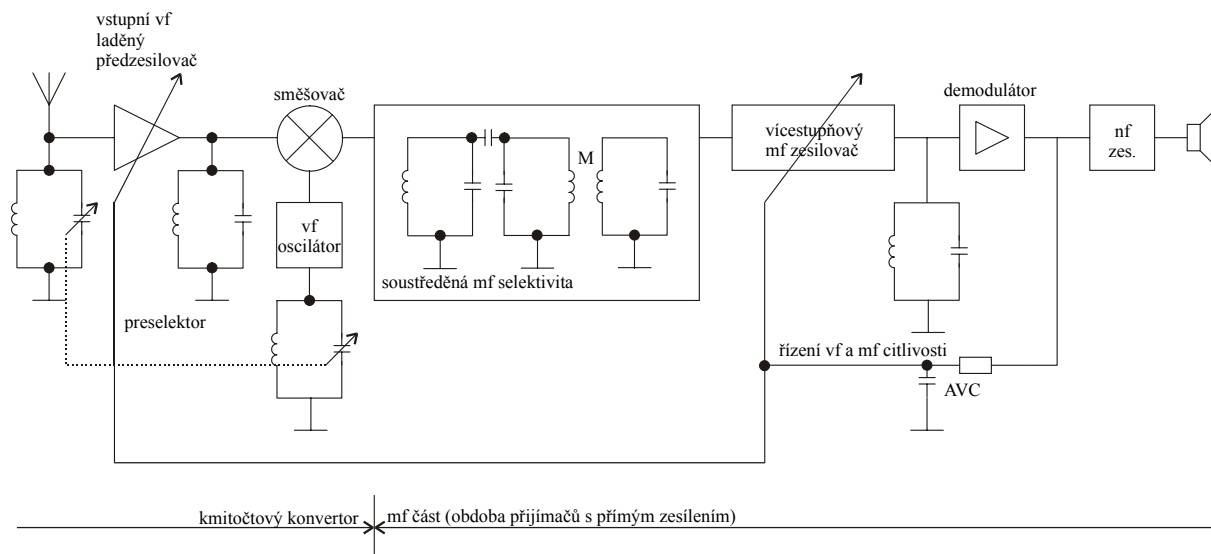 vstupní vf
laděný
předzesilovač
směšovač
demodulátor
M
vícestupňový
mf zesilovač
nf
zes.
vf
oscilátor
soustředěná mf selektivita
preselektor
řízení vf a mf citlivosti
AVC
kmitočtový konvertor
mf část (obdoba přijímačů s přímým zesílením)